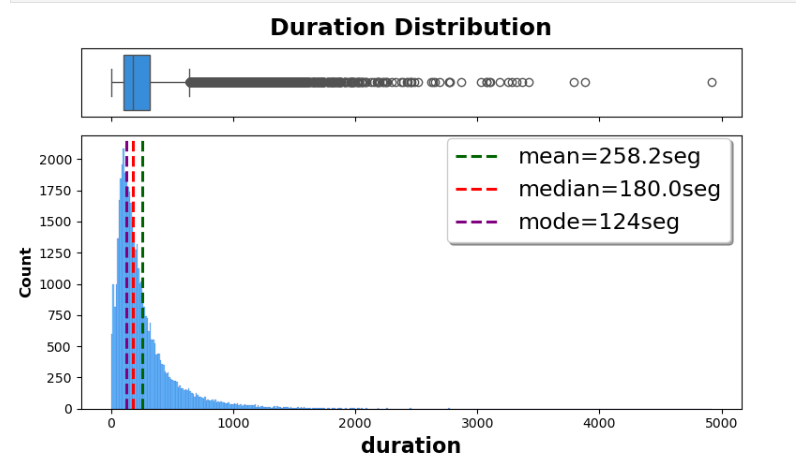 Duration Distribution
mean=258.2seg
median=180.0seg
mode=124seg
2000
1750
1500
1250
1000
750
500
250
0
Count
0 1000 2000 3000 4000 5000
duration